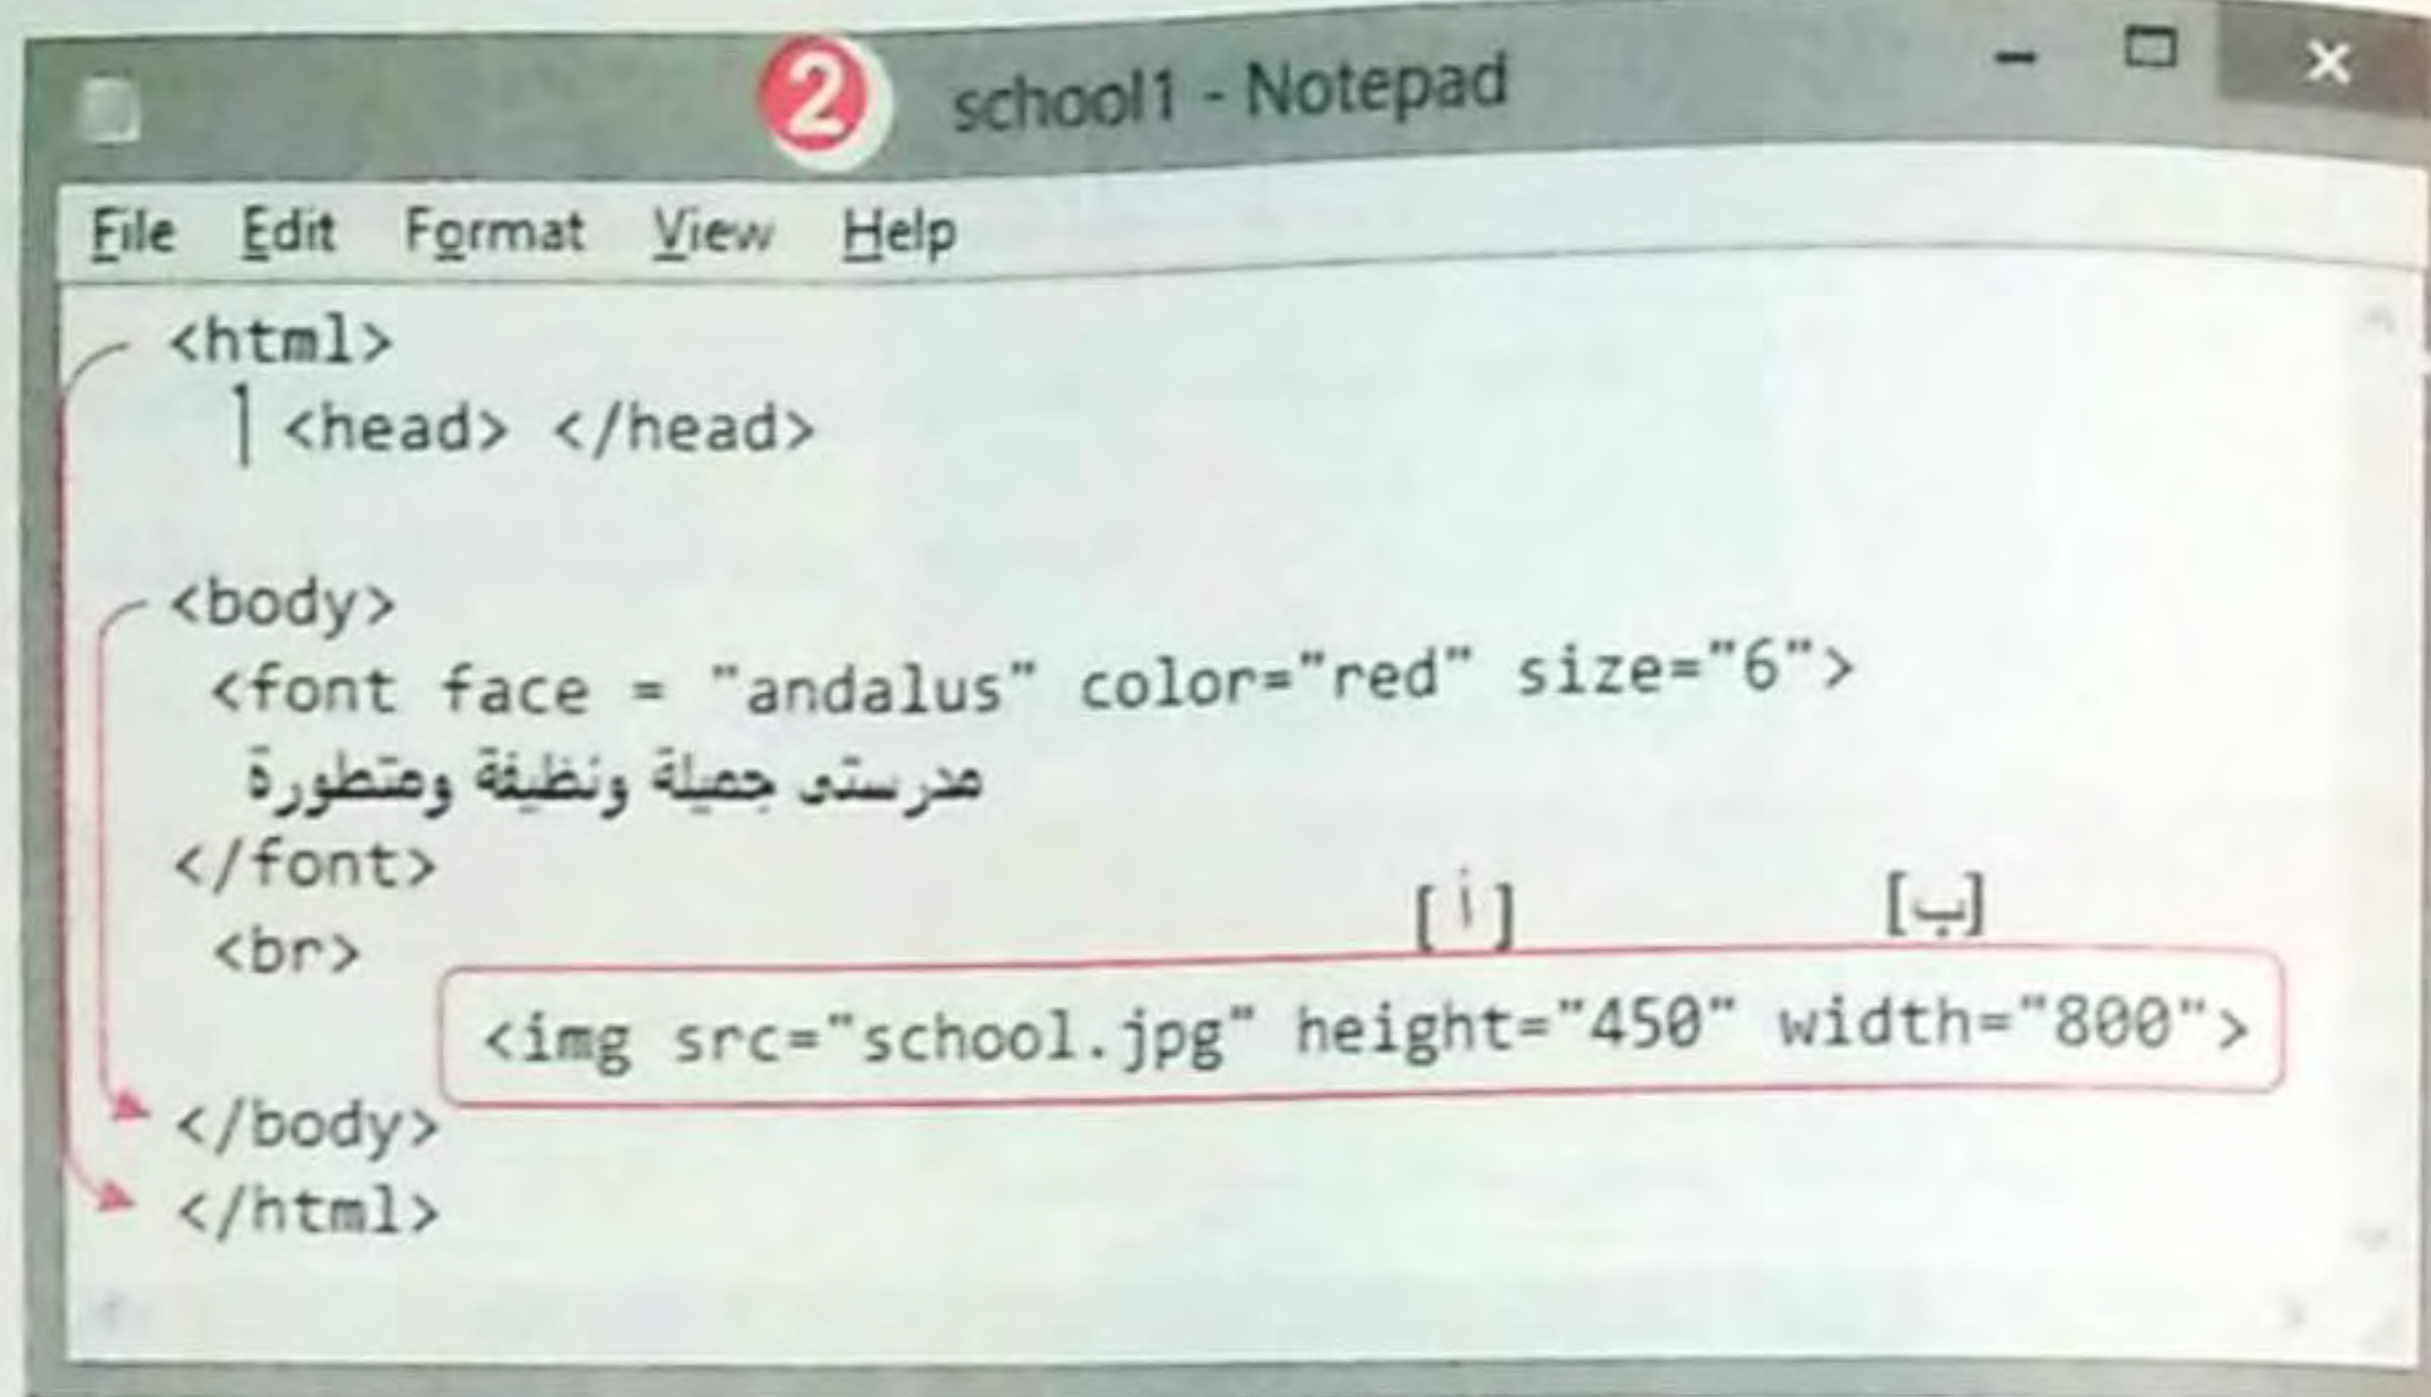 2 school1 - Notepad
File Edit Format View Help
<html>
<head> </head>
<body>
<font face = "andalus" color="red" size="6">
مدرستى جميلة ونظيفة ومتطورة
</font>
[أ] [ب]
<br>
<img src="school.jpg" height="450" width="800">
</body>
</html>